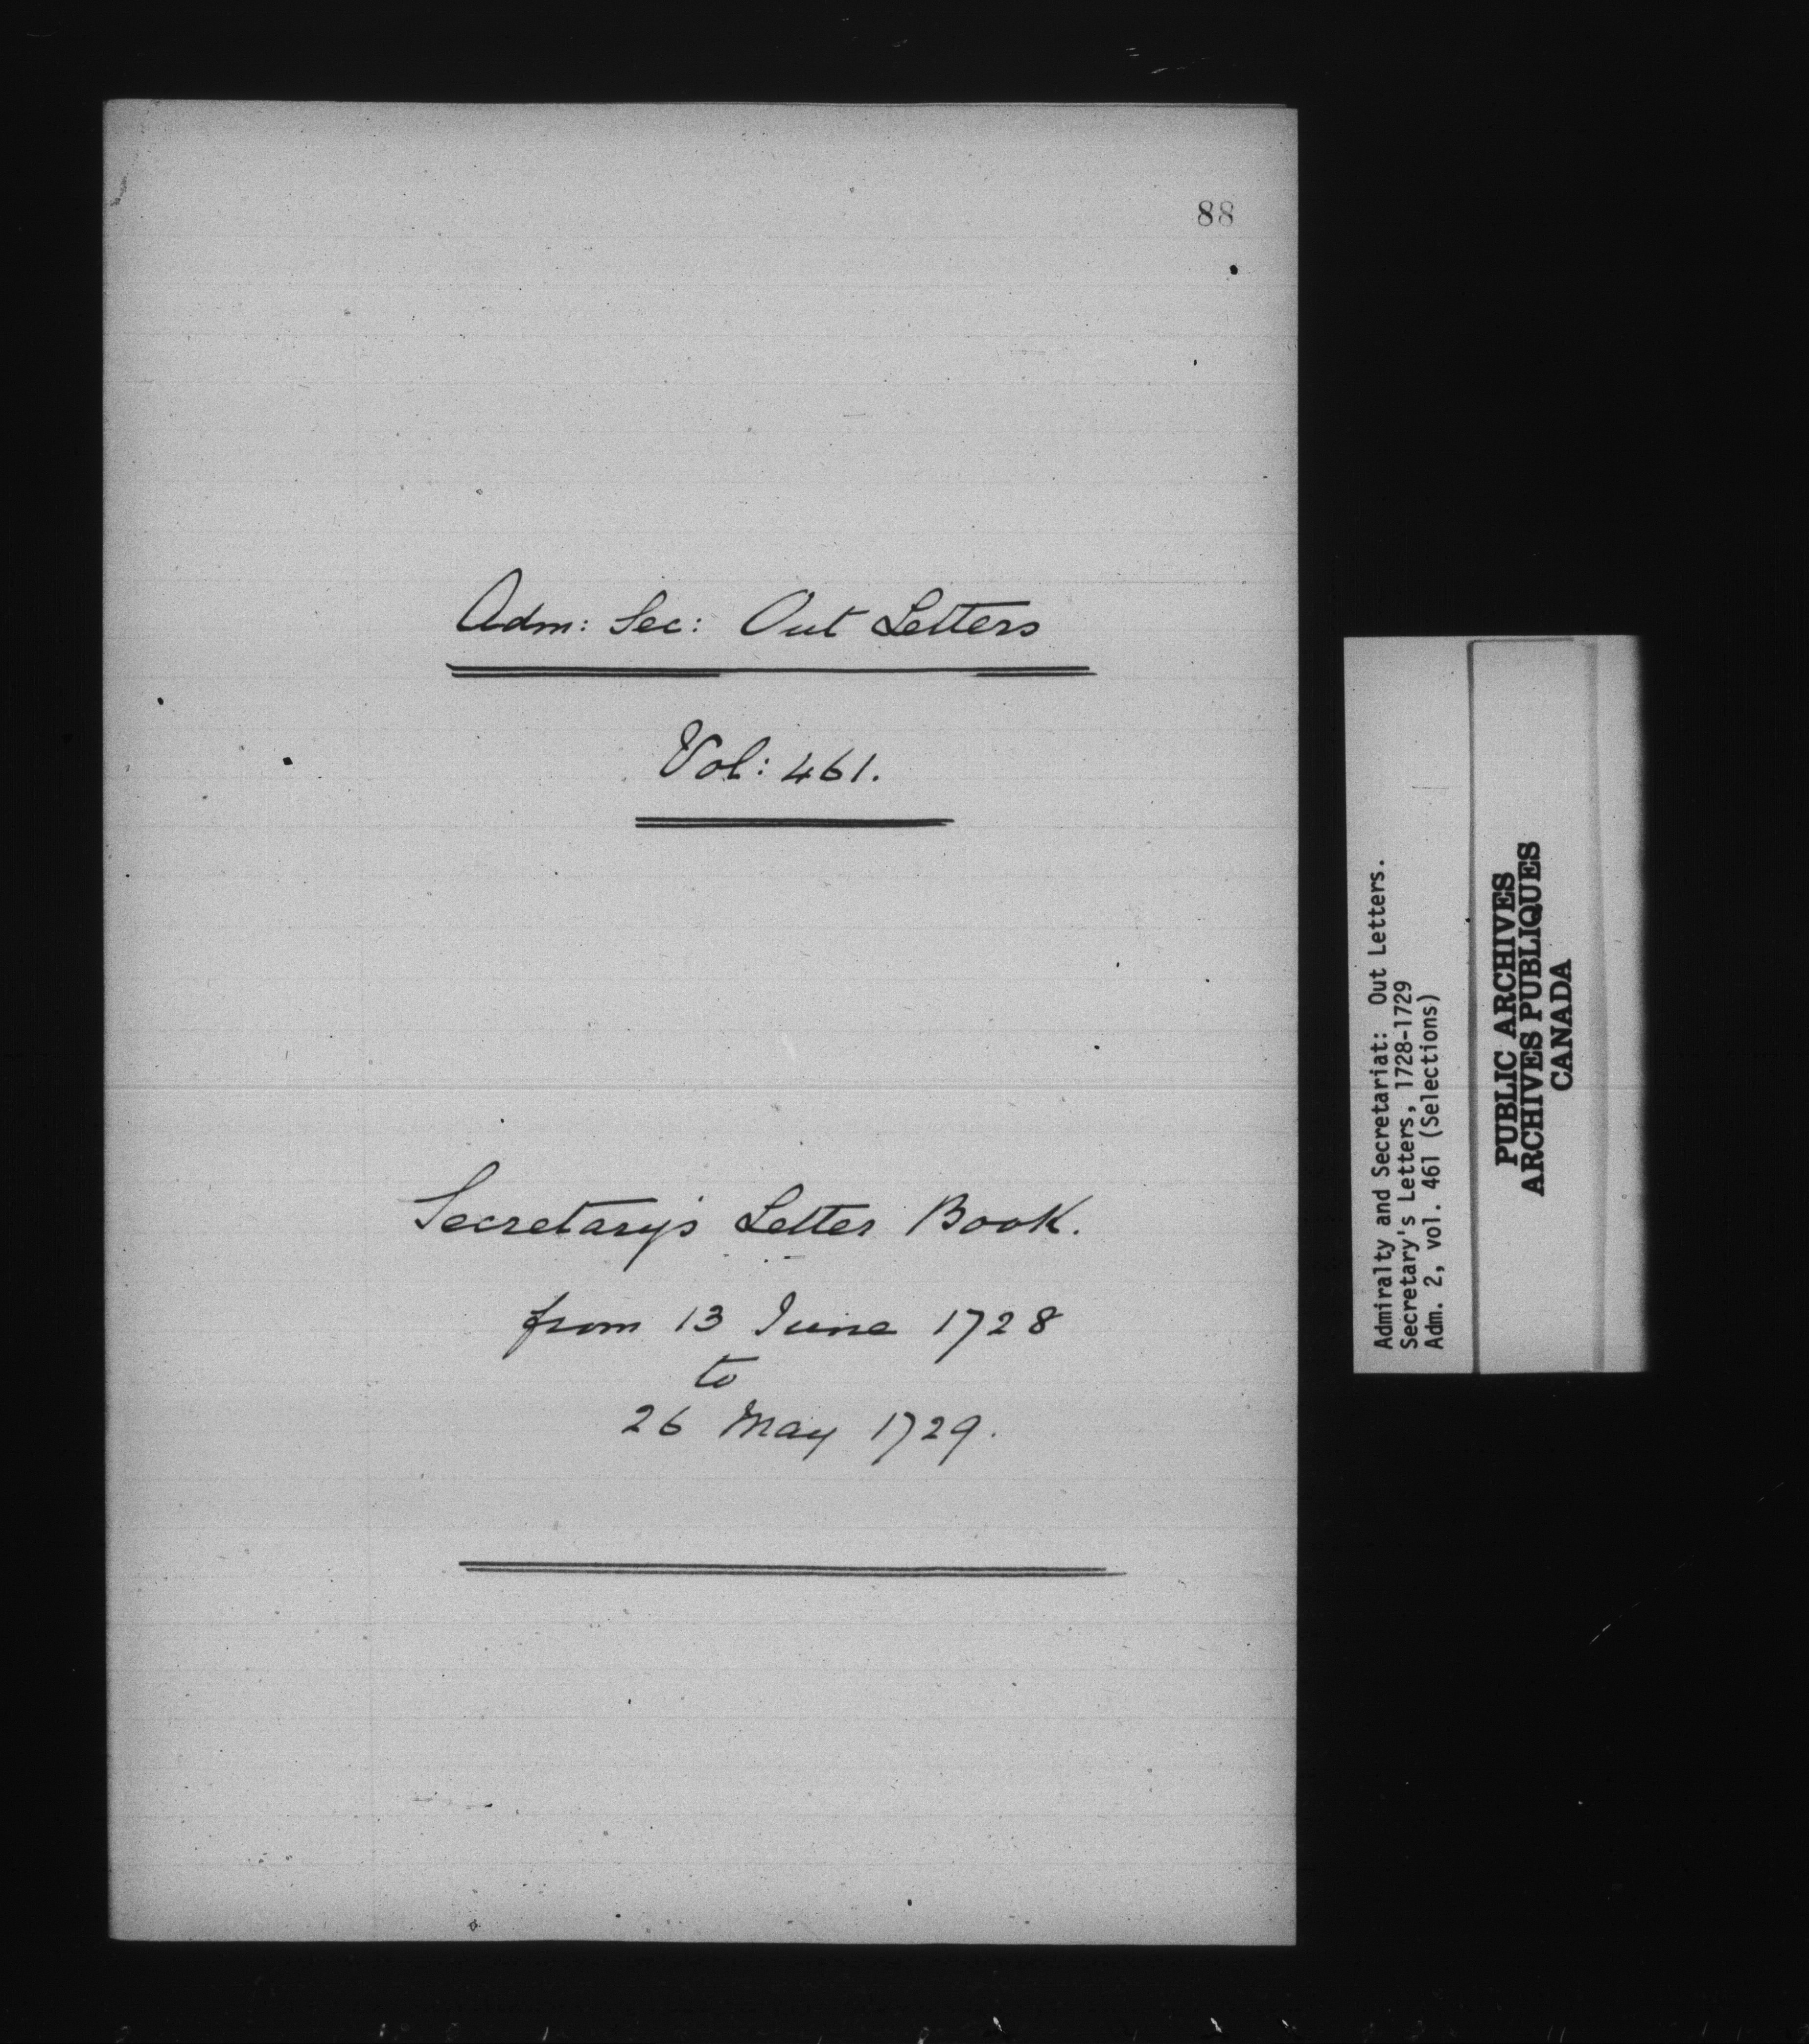 88
Adm: Sec: Out Letters
Vol: 461.
Secretary's Letter Book.
from 13 June 1728
to
26 May 1729.
Admiralty and Secretariat: Out Letters.
Secretary's Letters, 1728-1729
Adm. 2, vol. 461 (Selections)
PUBLIC ARCHIVES
ARCHIVES PUBLIQUES
CANADA